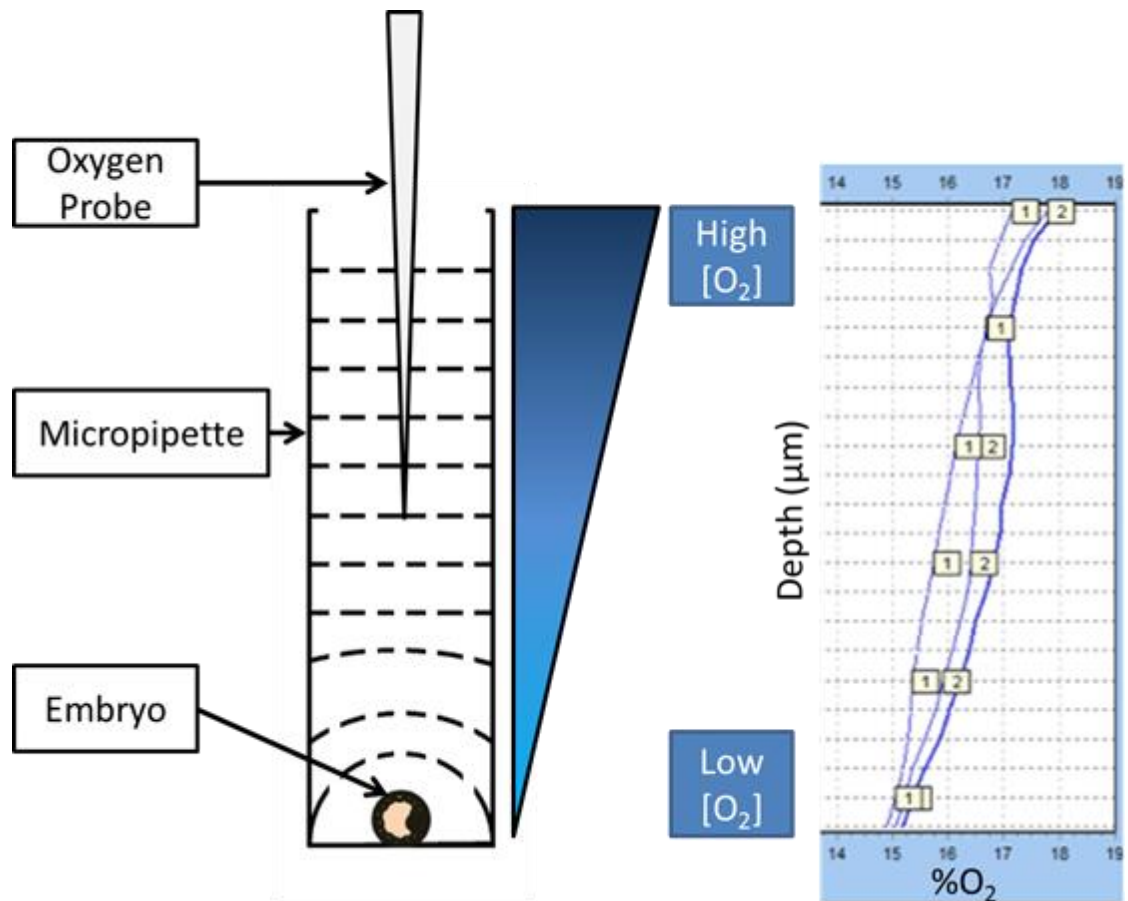 Oxygen
Probe
Micropipette
Embryo
High
[O₂]
Low
[O₂]
Depth (µm)
14 15 16 17 18 19
1 2
1
1 2
1 2
1 2
1
14 15 16 17 18 19
%O₂